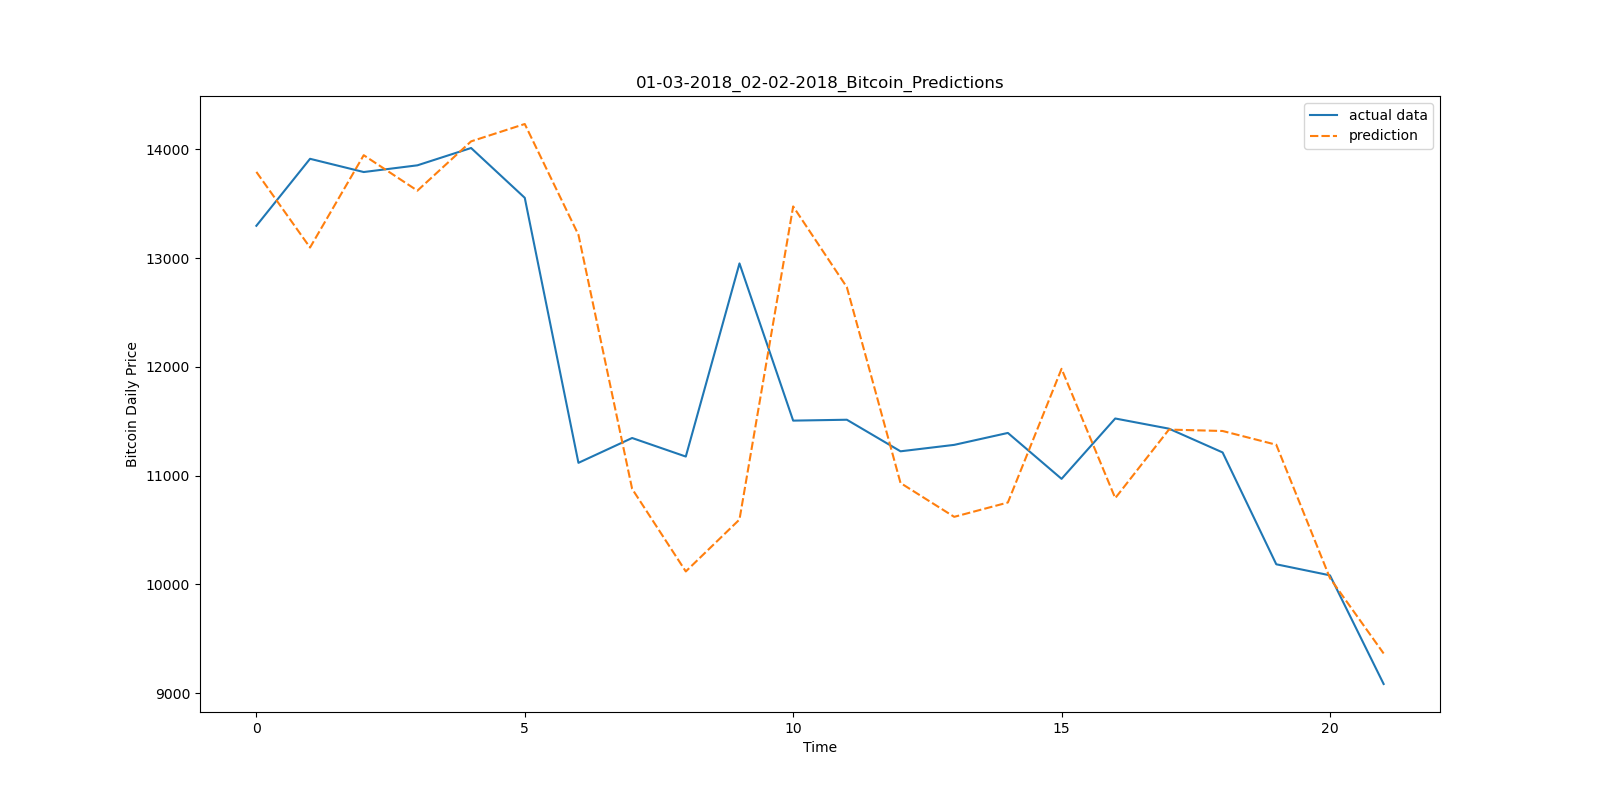 01-03-2018_02-02-2018_Bitcoin_Predictions
actual data
prediction
Bitcoin Daily Price
14000
13000
12000
11000
10000
9000
0 5 10 15 20
Time